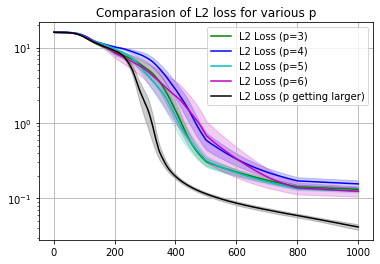 Comparasion of L2 loss for various p
L2 Loss (p=3)
L2 Loss (p=4)
L2 Loss (p=5)
L2 Loss (p=6)
L2 Loss (p getting larger)
10¹
10⁰
10⁻¹
0 200 400 600 800 1000